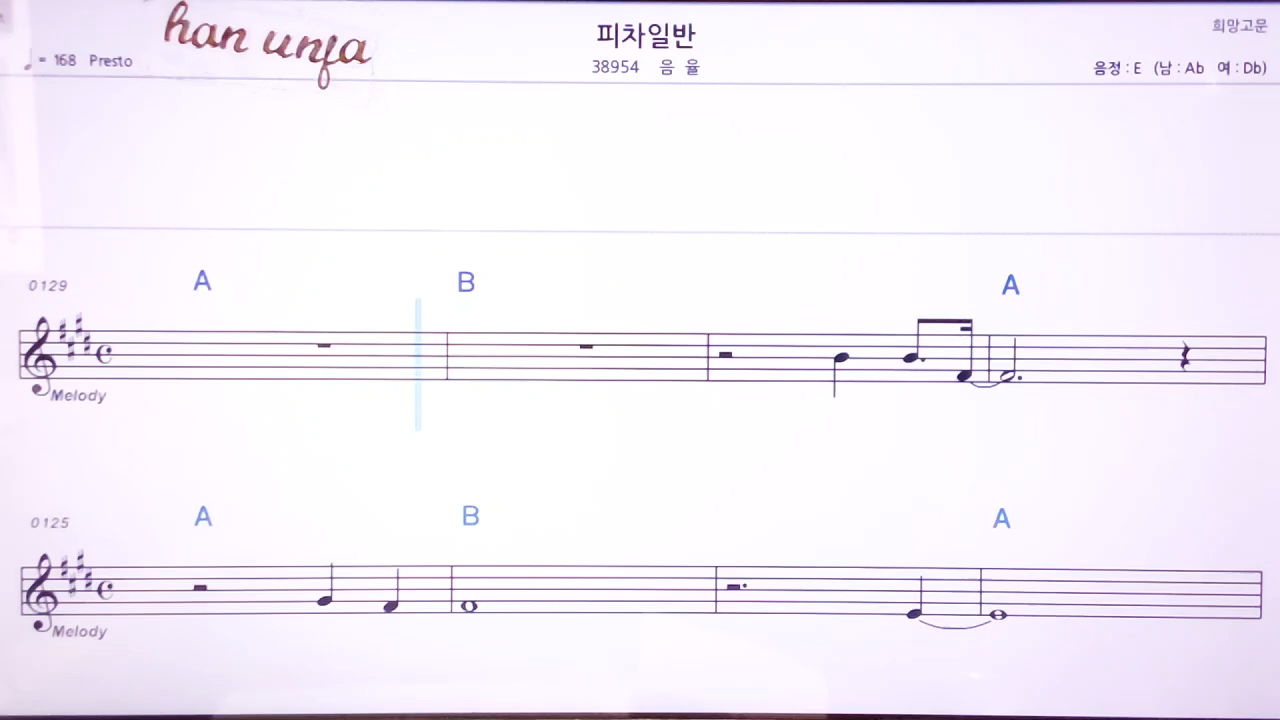 han unfa
피차일반
희망고문
♩ = 168 Presto
38954 음 율
음정 : E (남 : Ab 여 : Db)
0129
A B A
Melody
0125
A B A
Melody